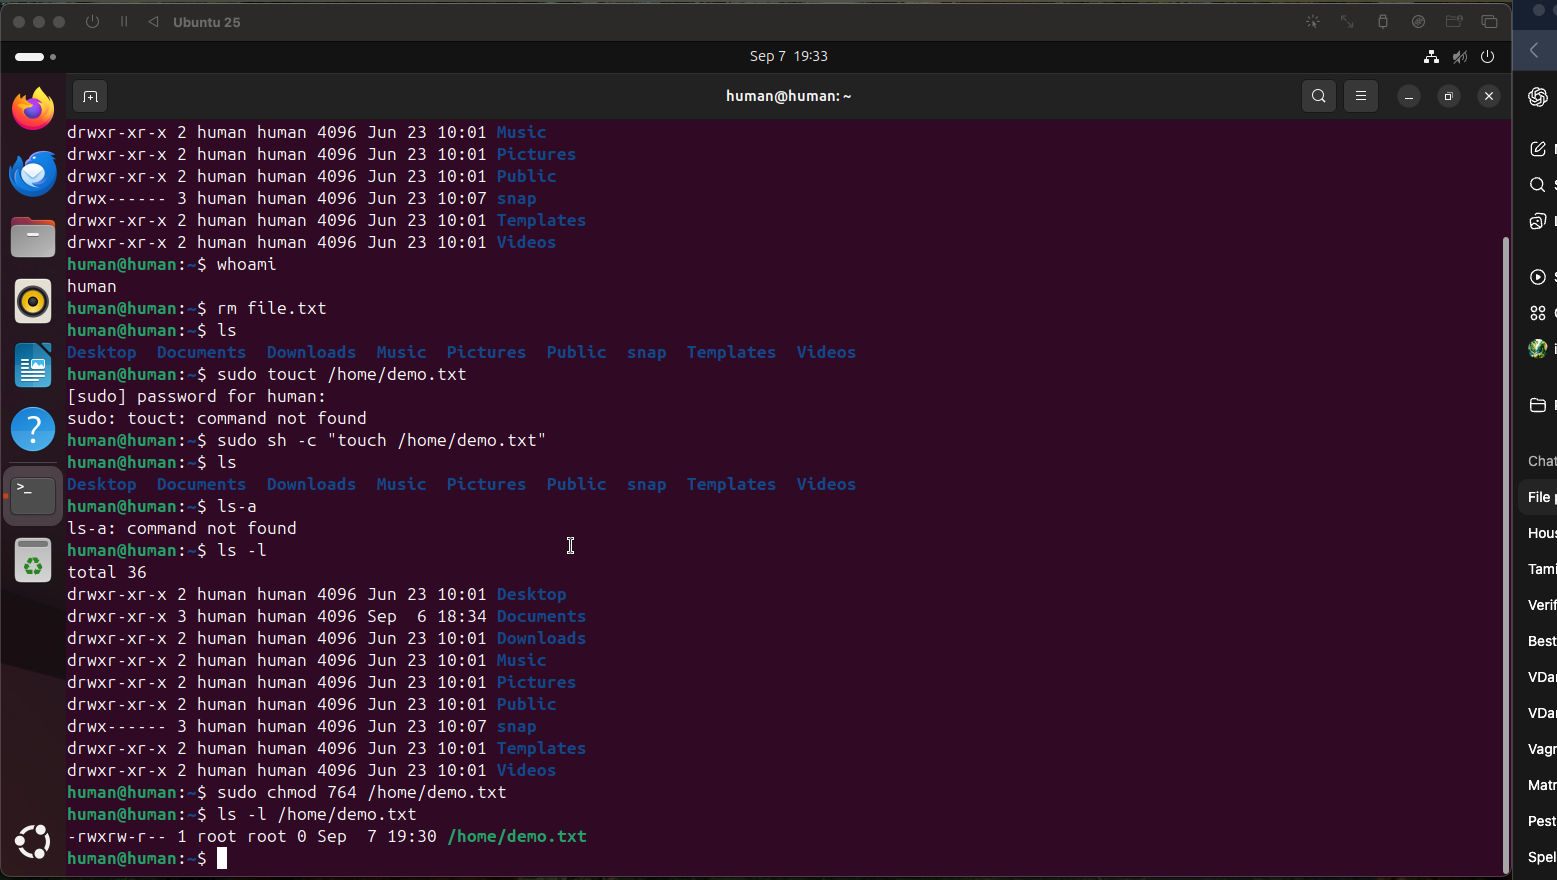 Ubuntu 25
Sep 7 19:33
human@human: ~
drwxr-xr-x 2 human human 4096 Jun 23 10:01 Music
drwxr-xr-x 2 human human 4096 Jun 23 10:01 Pictures
drwxr-xr-x 2 human human 4096 Jun 23 10:01 Public
drwx------ 3 human human 4096 Jun 23 10:07 snap
drwxr-xr-x 2 human human 4096 Jun 23 10:01 Templates
drwxr-xr-x 2 human human 4096 Jun 23 10:01 Videos
human@human:~$ whoami
human
human@human:~$ rm file.txt
human@human:~$ ls
Desktop Documents Downloads Music Pictures Public snap Templates Videos
human@human:~$ sudo touct /home/demo.txt
[sudo] password for human:
sudo: touct: command not found
human@human:~$ sudo sh -c "touch /home/demo.txt"
human@human:~$ ls
Desktop Documents Downloads Music Pictures Public snap Templates Videos
human@human:~$ ls-a
ls-a: command not found
human@human:~$ ls -l
total 36
drwxr-xr-x 2 human human 4096 Jun 23 10:01 Desktop
drwxr-xr-x 3 human human 4096 Sep  6 18:34 Documents
drwxr-xr-x 2 human human 4096 Jun 23 10:01 Downloads
drwxr-xr-x 2 human human 4096 Jun 23 10:01 Music
drwxr-xr-x 2 human human 4096 Jun 23 10:01 Pictures
drwxr-xr-x 2 human human 4096 Jun 23 10:01 Public
drwx------ 3 human human 4096 Jun 23 10:07 snap
drwxr-xr-x 2 human human 4096 Jun 23 10:01 Templates
drwxr-xr-x 2 human human 4096 Jun 23 10:01 Videos
human@human:~$ sudo chmod 764 /home/demo.txt
human@human:~$ ls -l /home/demo.txt
-rwxrw-r-- 1 root root 0 Sep  7 19:30 /home/demo.txt
human@human:~$
Chat
File
Hous
Tami
Verif
Best
VDar
VDar
Vagr
Matr
Pest
Spel